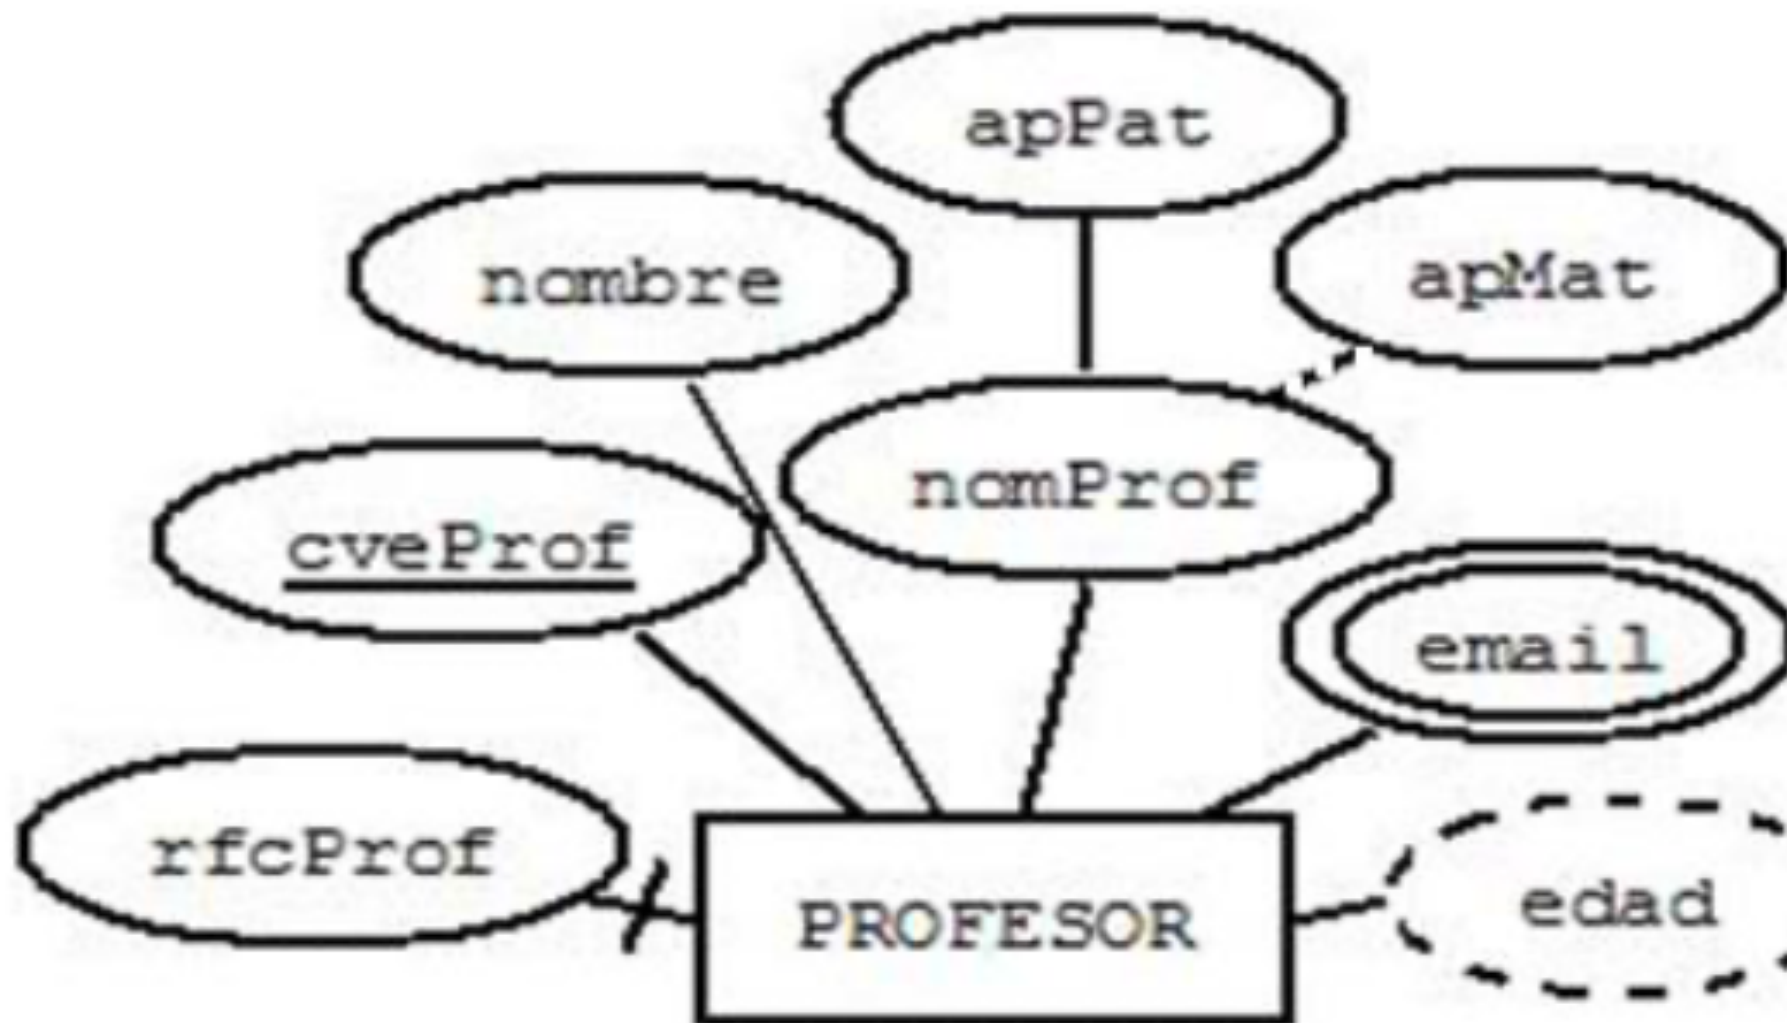 apPat
nombre
apMat
nomProf
cveProf
email
rfcProf
PROFESOR
edad